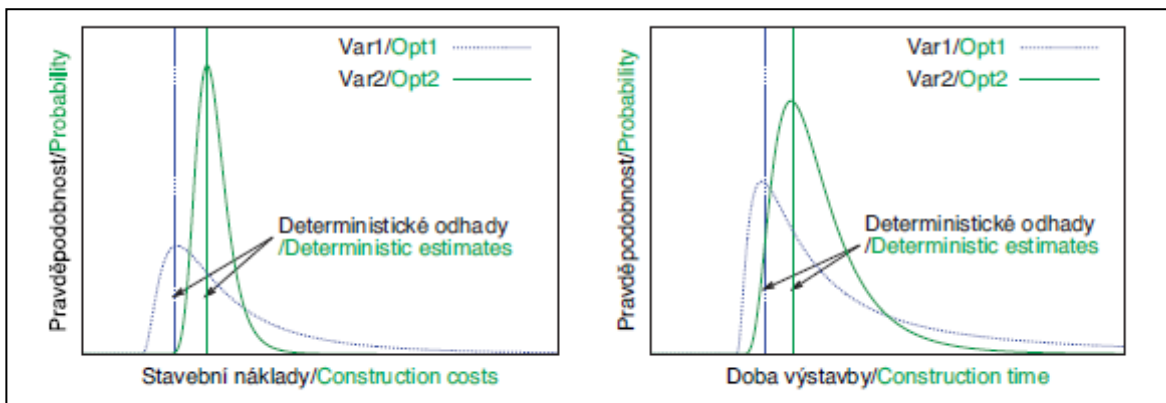 Pravděpodobnost/Probability
Var1/Opt1
Var2/Opt2
Deterministické odhady
/Deterministic estimates
Stavební náklady/Construction costs
Pravděpodobnost/Probability
Var1/Opt1
Var2/Opt2
Deterministické odhady
/Deterministic estimates
Doba výstavby/Construction time